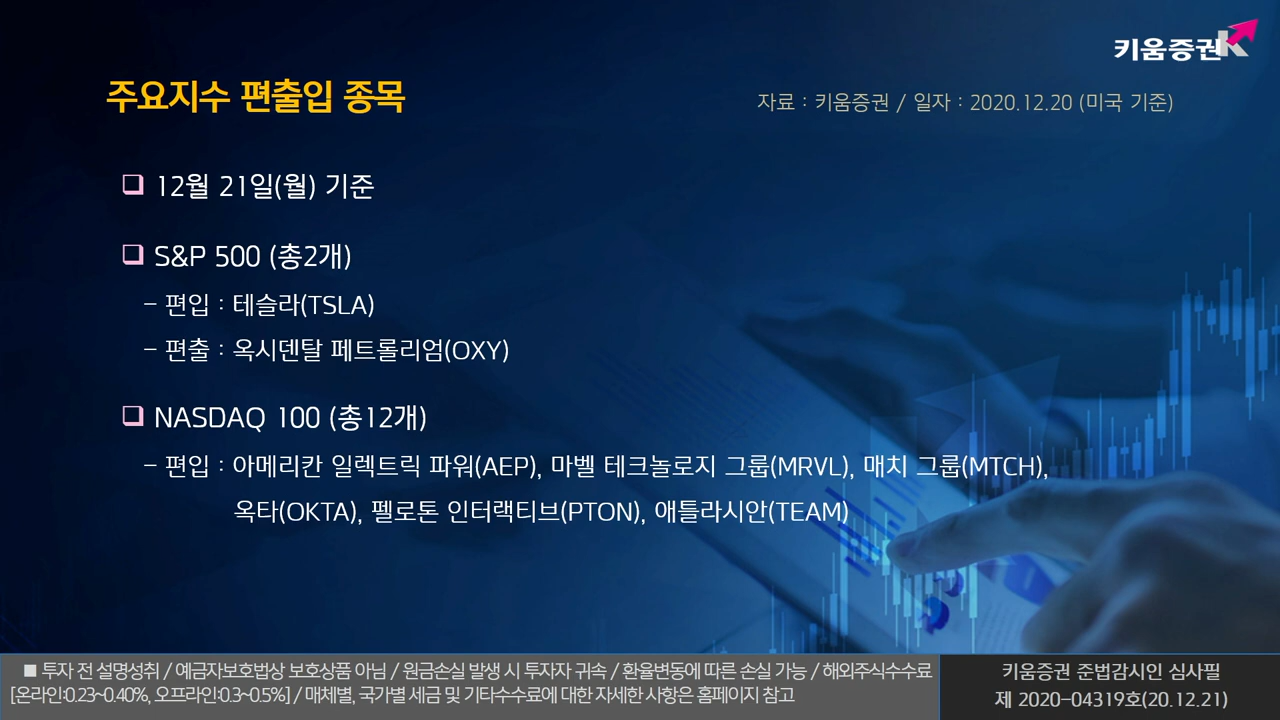 키움증권
주요지수 편출입 종목
자료 : 키움증권 / 일자 : 2020.12.20 (미국 기준)
❑ 12월 21일(월) 기준
❑ S&P 500 (총2개)
– 편입 : 테슬라(TSLA)
– 편출 : 옥시덴탈 페트롤리엄(OXY)
❑ NASDAQ 100 (총12개)
– 편입 : 아메리칸 일렉트릭 파워(AEP), 마벨 테크놀로지 그룹(MRVL), 매치 그룹(MTCH),
옥타(OKTA), 펠로톤 인터랙티브(PTON), 애틀라시안(TEAM)
■ 투자 전 설명성취 / 예금자보호법상 보호상품 아님 / 원금손실 발생 시 투자자 귀속 / 환율변동에 따른 손실 가능 / 해외주식수수료
[온라인:0.23~0.40%, 오프라인:0.3~0.5%] / 매체별, 국가별 세금 및 기타수수료에 대한 자세한 사항은 홈페이지 참고
키움증권 준법감시인 심사필
제 2020-04319호(20.12.21)